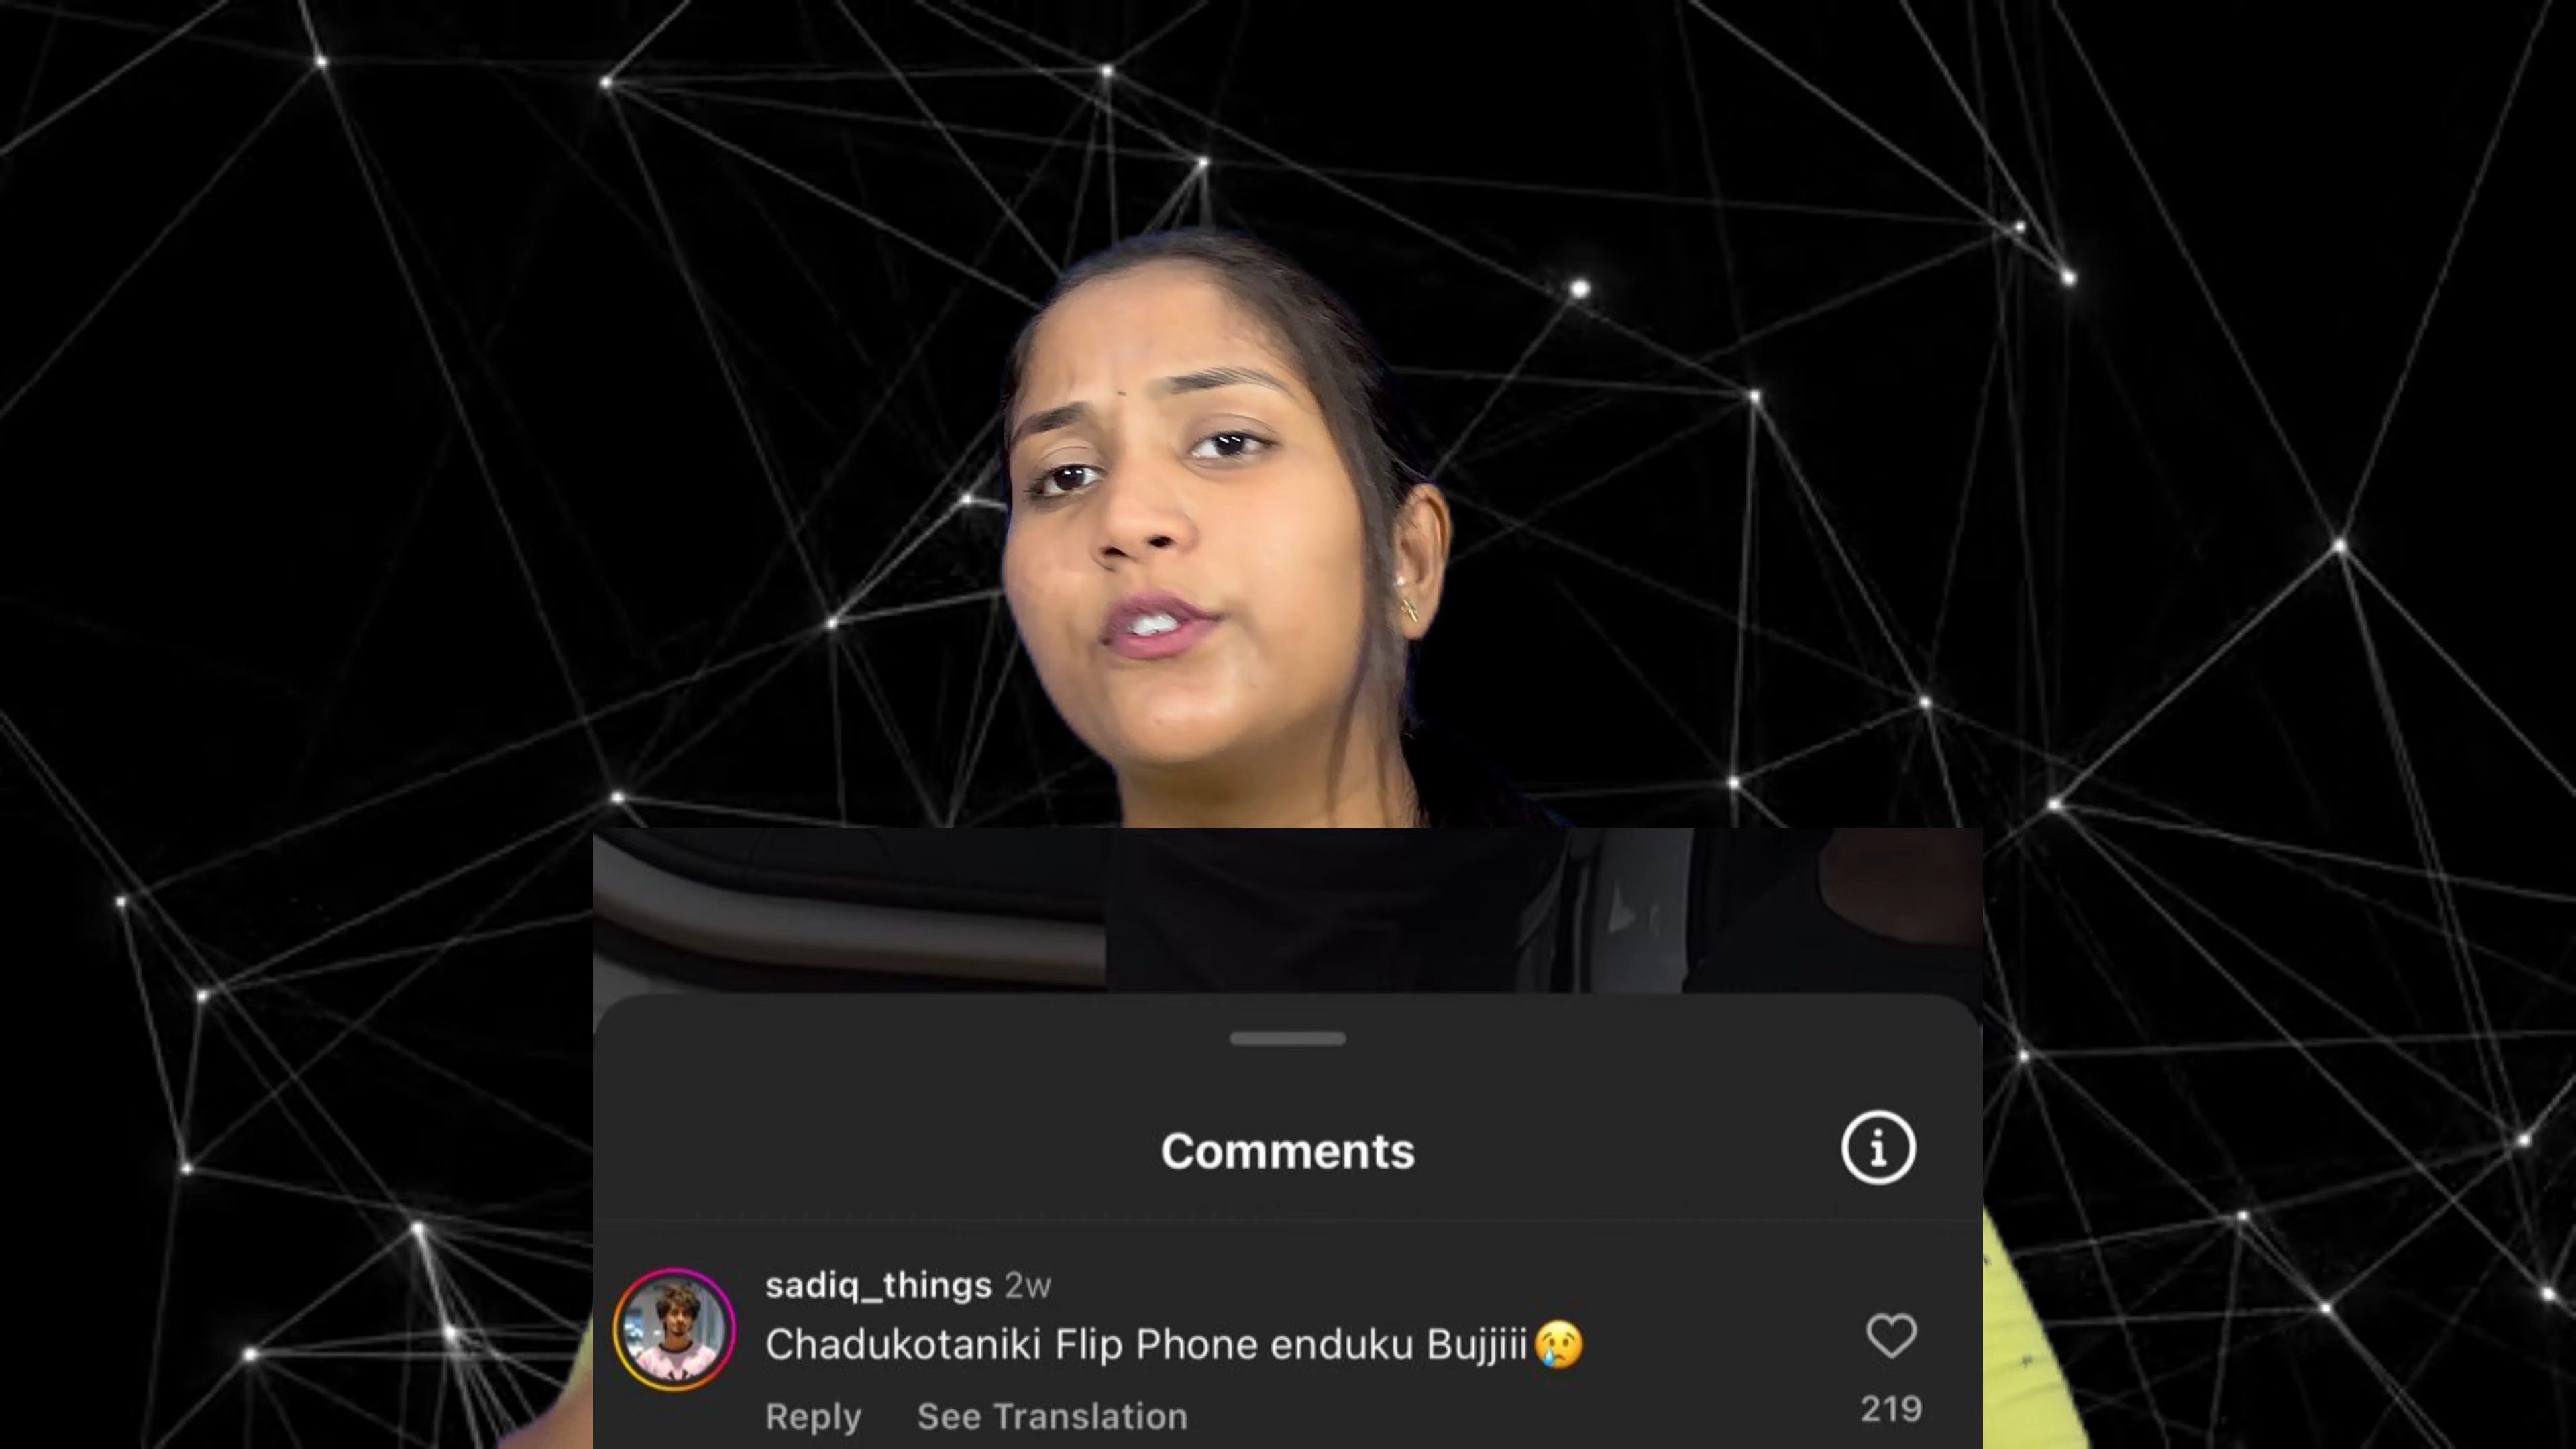 Comments
sadiq_things 2w
Chadukotaniki Flip Phone enduku Bujjiii😢
Reply See Translation
219